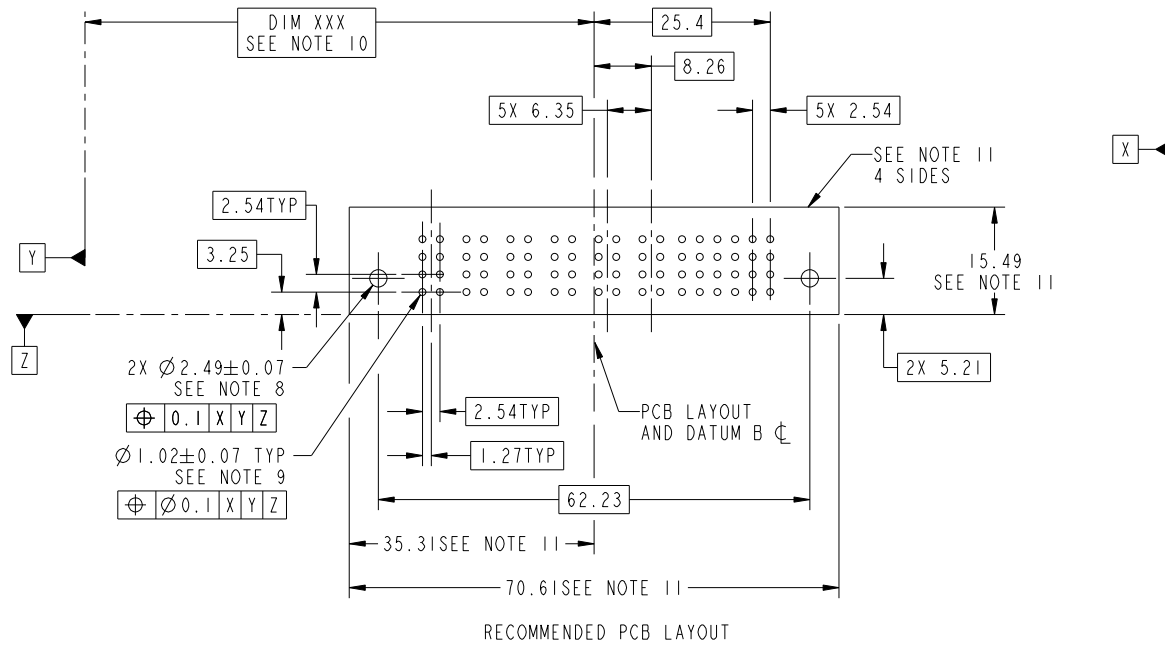 DIM XXX
SEE NOTE 10
25.4
8.26
5X 6.35
5X 2.54
X
SEE NOTE 11
4 SIDES
2.54TYP
3.25
Y
15.49
SEE NOTE 11
Z
2X Ø2.49±0.07
SEE NOTE 8
⌖ 0.1 X Y Z
2X 5.21
2.54TYP
PCB LAYOUT
AND DATUM B ℄
Ø1.02±0.07 TYP
SEE NOTE 9
⌖ Ø0.1 X Y Z
1.27TYP
62.23
35.31SEE NOTE 11
70.61SEE NOTE 11
RECOMMENDED PCB LAYOUT